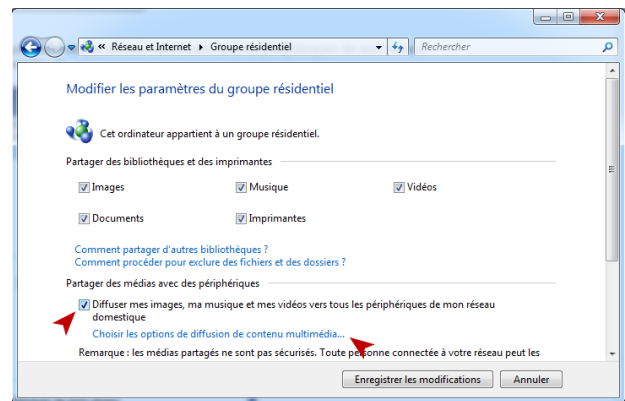 « Réseau et Internet ▸ Groupe résidentiel
Rechercher
Modifier les paramètres du groupe résidentiel
Cet ordinateur appartient à un groupe résidentiel.
Partager des bibliothèques et des imprimantes
Images Musique Vidéos
Documents Imprimantes
Comment partager d'autres bibliothèques ?
Comment procéder pour exclure des fichiers et des dossiers ?
Partager des médias avec des périphériques
Diffuser mes images, ma musique et mes vidéos vers tous les périphériques de mon réseau
domestique
Choisir les options de diffusion de contenu multimédia...
Remarque : les médias partagés ne sont pas sécurisés. Toute personne connectée à votre réseau peut les
Enregistrer les modifications Annuler